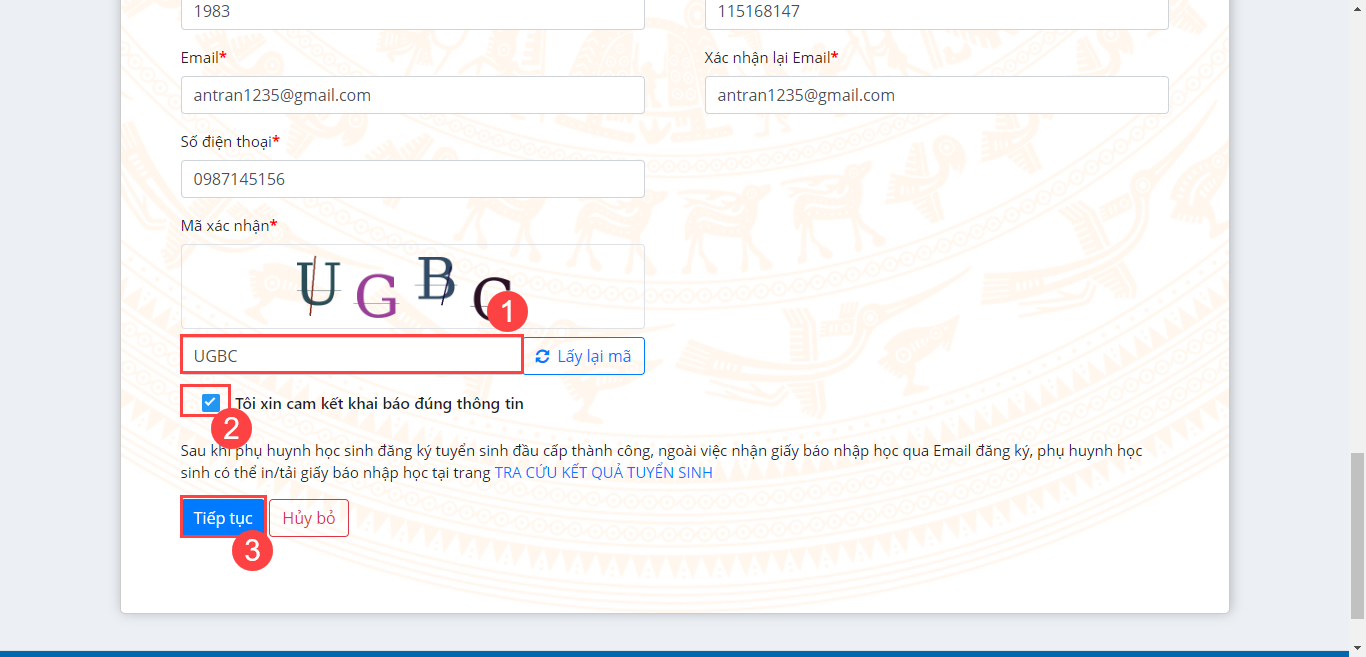 1983 115168147
Email* Xác nhận lại Email*
antran1235@gmail.com antran1235@gmail.com
Số điện thoại*
0987145156
Mã xác nhận*
U G B C
1
UGBC Lấy lại mã
Tôi xin cam kết khai báo đúng thông tin
2
Sau khi phụ huynh học sinh đăng ký tuyển sinh đầu cấp thành công, ngoài việc nhận giấy báo nhập học qua Email đăng ký, phụ huynh học
sinh có thể in/tải giấy báo nhập học tại trang TRA CỨU KẾT QUẢ TUYỂN SINH
Tiếp tục Hủy bỏ
3